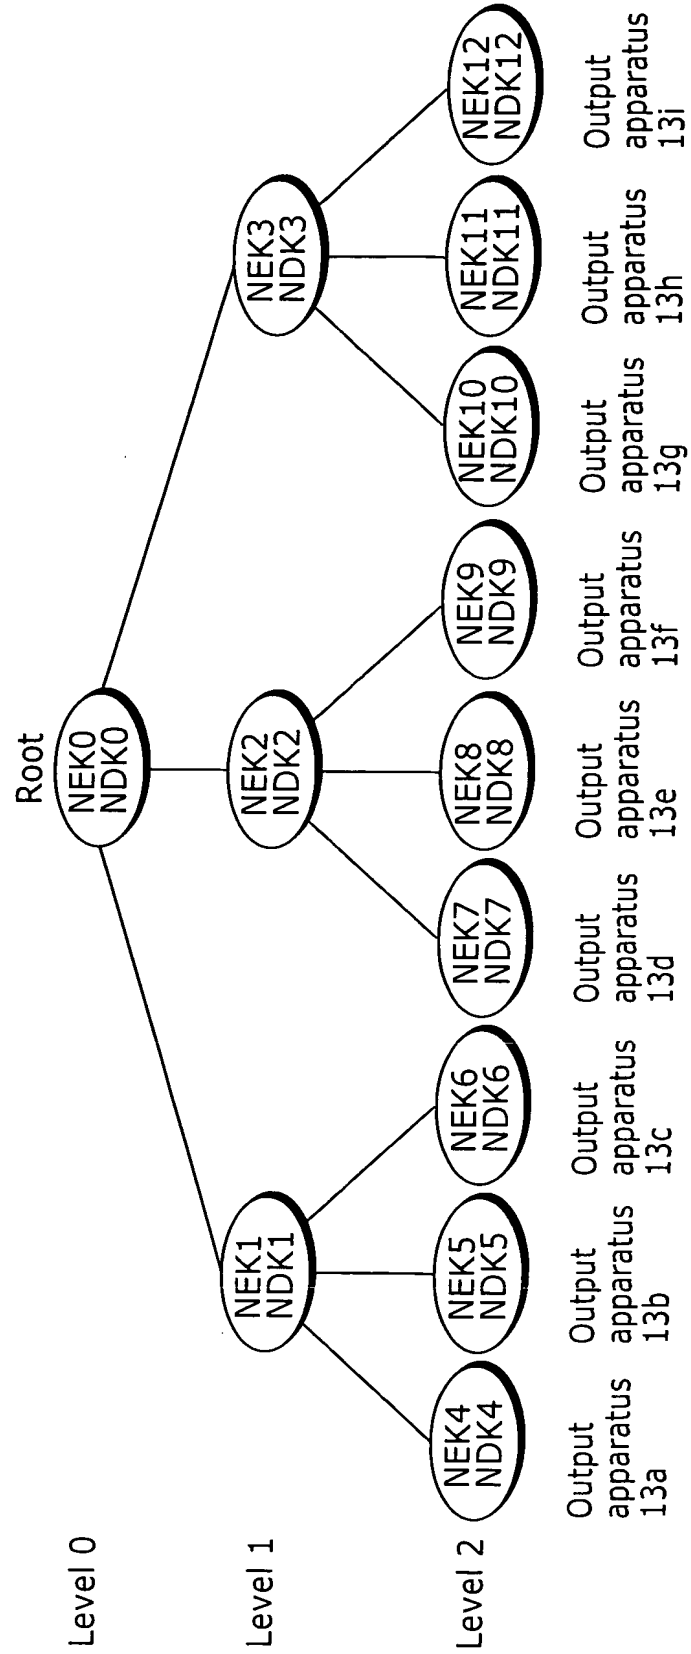 Root
Level 0
NEK0
NDK0
Level 1
NEK1
NDK1
NEK2
NDK2
NEK3
NDK3
Level 2
NEK4
NDK4
NEK5
NDK5
NEK6
NDK6
NEK7
NDK7
NEK8
NDK8
NEK9
NDK9
NEK10
NDK10
NEK11
NDK11
NEK12
NDK12
Output
apparatus
13a
Output
apparatus
13b
Output
apparatus
13c
Output
apparatus
13d
Output
apparatus
13e
Output
apparatus
13f
Output
apparatus
13g
Output
apparatus
13h
Output
apparatus
13i